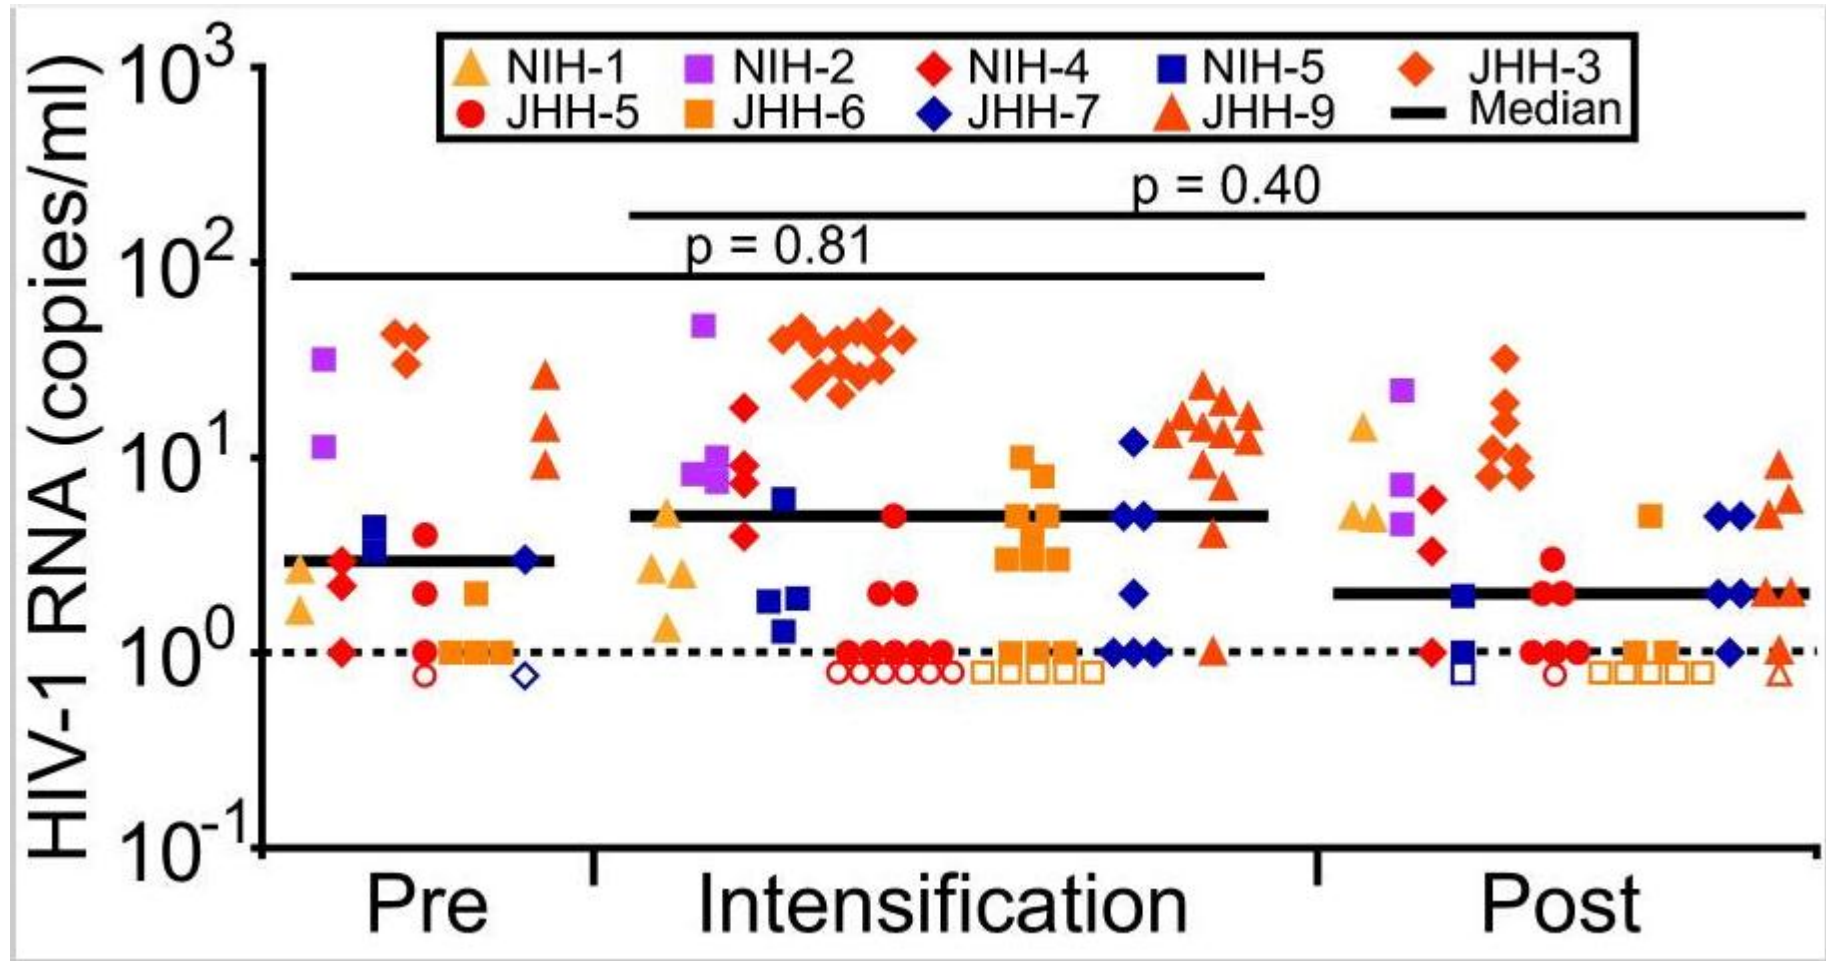 NIH-1 NIH-2 NIH-4 NIH-5 JHH-3
JHH-5 JHH-6 JHH-7 JHH-9 Median
p = 0.40
p = 0.81
HIV-1 RNA (copies/ml)
10³
10²
10¹
10⁰
10⁻¹
Pre Intensification Post